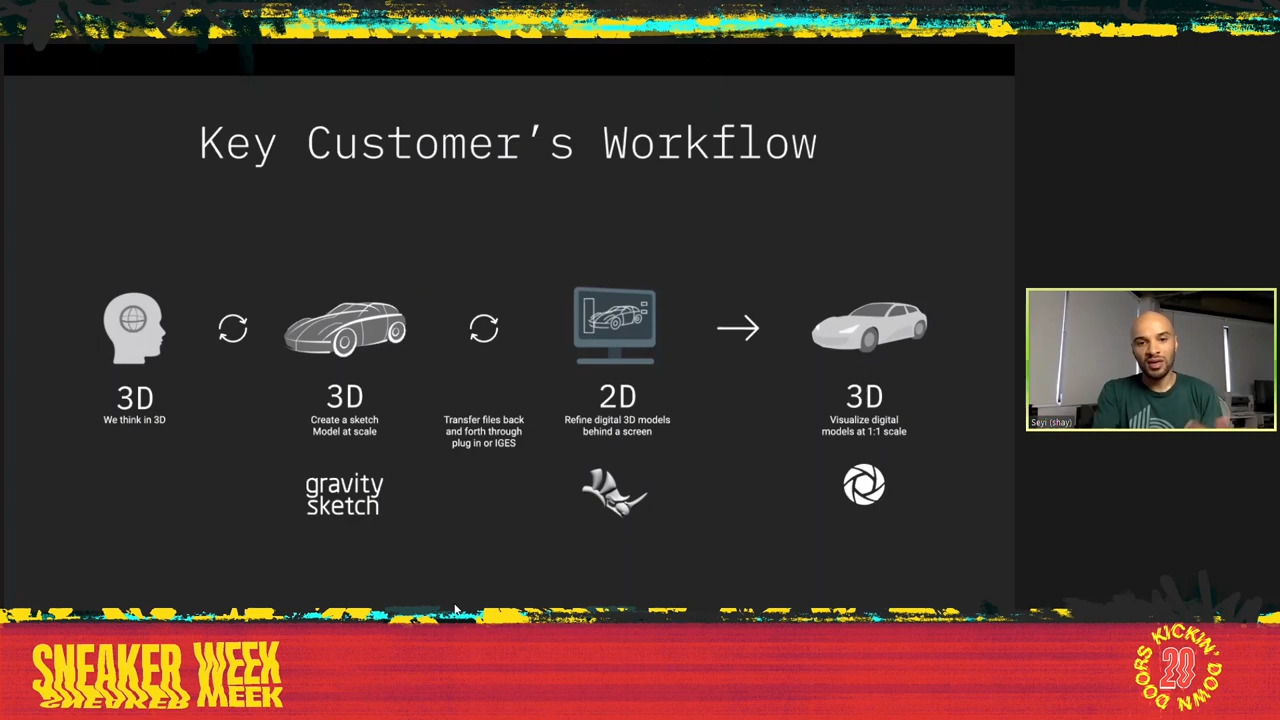 Key Customer's Workflow
3D
We think in 3D
3D
Create a sketch
Model at scale
Transfer files back
and forth through
plug in or IGES
2D
Refine digital 3D models
behind a screen
3D
Visualize digital
models at 1:1 scale
gravity
sketch
Seyi (shay)
SNEAKER WEEK
KICKIN' DOWN DOORS
20